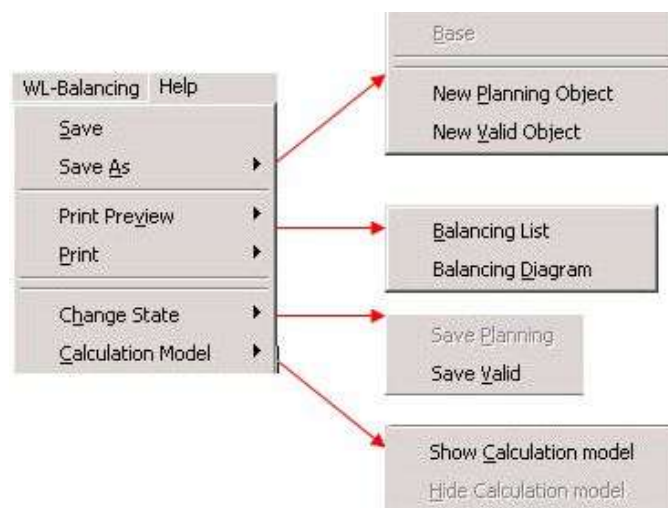 WL-Balancing Help
Save
Save As
Print Preview
Print
Change State
Calculation Model
Base
New Planning Object
New Valid Object
Balancing List
Balancing Diagram
Save Planning
Save Valid
Show Calculation model
Hide Calculation model